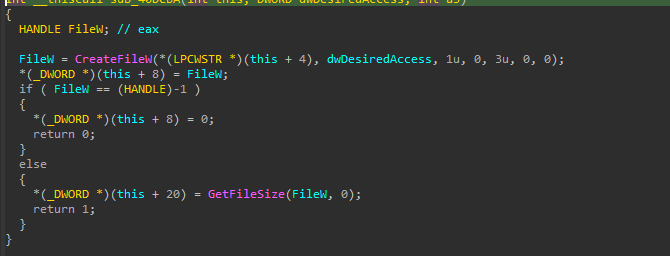 int __thiscall sub_40DCBA(int this, DWORD dwDesiredAccess, int a3)
{
HANDLE FileW; // eax
FileW = CreateFileW(*(LPCWSTR *)(this + 4), dwDesiredAccess, 1u, 0, 3u, 0, 0);
*(_DWORD *)(this + 8) = FileW;
if ( FileW == (HANDLE)-1 )
{
*(_DWORD *)(this + 8) = 0;
return 0;
}
else
{
*(_DWORD *)(this + 20) = GetFileSize(FileW, 0);
return 1;
}
}